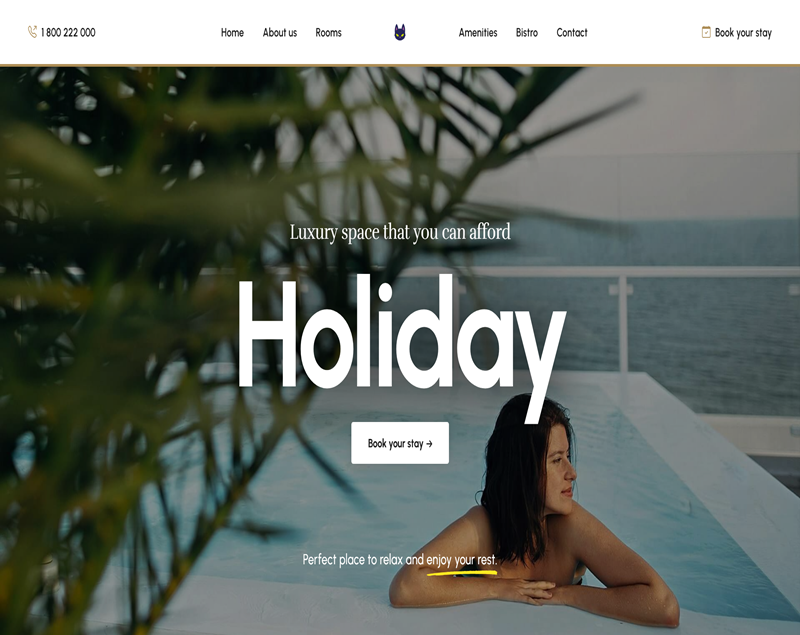 1 800 222 000
Home
About us
Rooms
Amenities
Bistro
Contact
Book your stay
Luxury space that you can afford
Holiday
Book your stay →
Perfect place to relax and enjoy your rest.